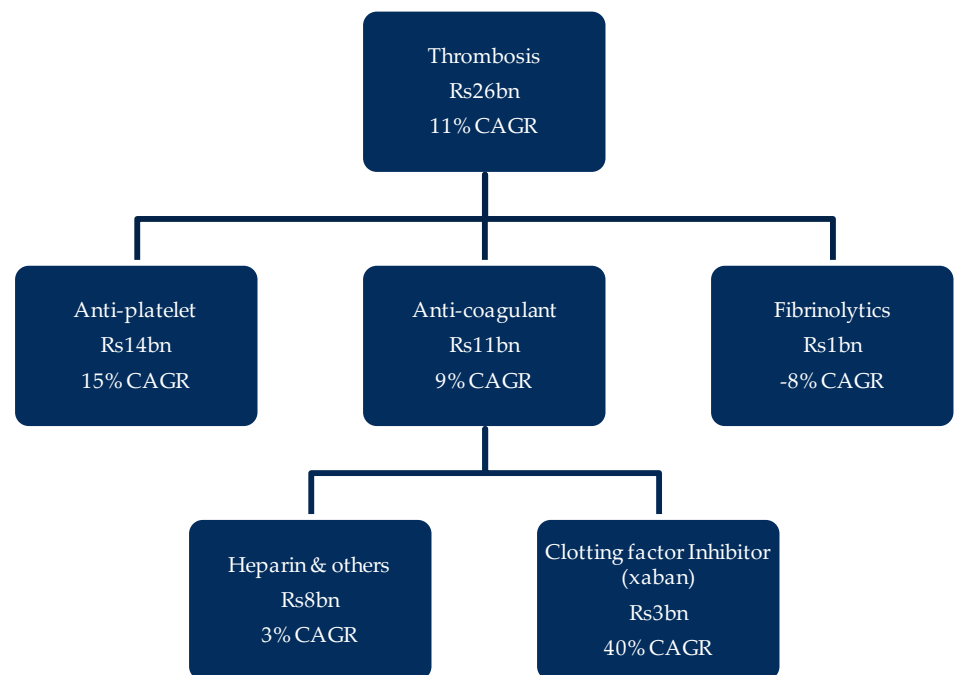 Thrombosis
Rs26bn
11% CAGR
Anti-platelet
Rs14bn
15% CAGR
Anti-coagulant
Rs11bn
9% CAGR
Fibrinolytics
Rs1bn
-8% CAGR
Heparin & others
Rs8bn
3% CAGR
Clotting factor Inhibitor
(xaban)
Rs3bn
40% CAGR